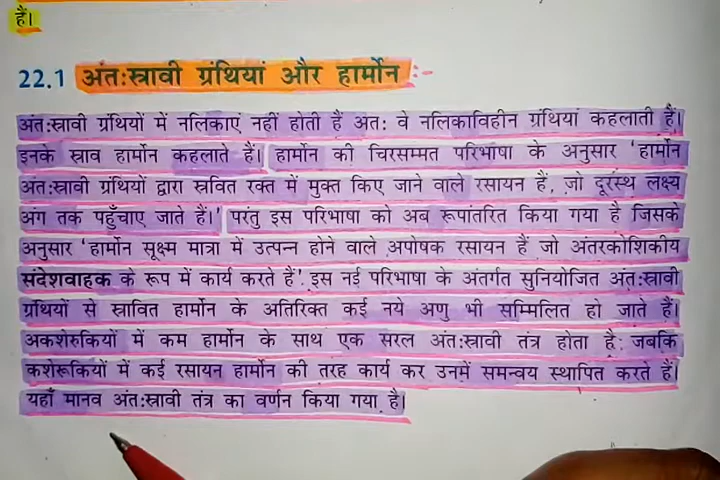 हैं।
22.1 अंतःस्त्रावी ग्रंथियां और हार्मोन :-
अंतःस्त्रावी ग्रंथियों में नलिकाएं नहीं होती हैं अतः वे नलिकाविहीन ग्रंथियां कहलाती हैं।
इनके स्राव हार्मोन कहलाते हैं। हार्मोन की चिरसम्मत परिभाषा के अनुसार 'हार्मोन
अंतःस्त्रावी ग्रंथियों द्वारा स्रवित रक्त में मुक्त किए जाने वाले रसायन हैं, जो दूरस्थ लक्ष्य
अंग तक पहुँचाए जाते हैं।' परंतु इस परिभाषा को अब रूपांतरित किया गया है जिसके
अनुसार 'हार्मोन सूक्ष्म मात्रा में उत्पन्न होने वाले अपोषक रसायन हैं जो अंतरकोशिकीय
संदेशवाहक के रूप में कार्य करते हैं'. इस नई परिभाषा के अंतर्गत सुनियोजित अंतःस्त्रावी
ग्रंथियों से स्रावित हार्मोन के अतिरिक्त कई नये अणु भी सम्मिलित हो जाते हैं।
अकशेरुकियों में कम हार्मोन के साथ एक सरल अंतःस्त्रावी तंत्र होता है; जबकि
कशेरूकियों में कई रसायन हार्मोन की तरह कार्य कर उनमें समन्वय स्थापित करते हैं।
यहाँ मानव अंतःस्त्रावी तंत्र का वर्णन किया गया है।